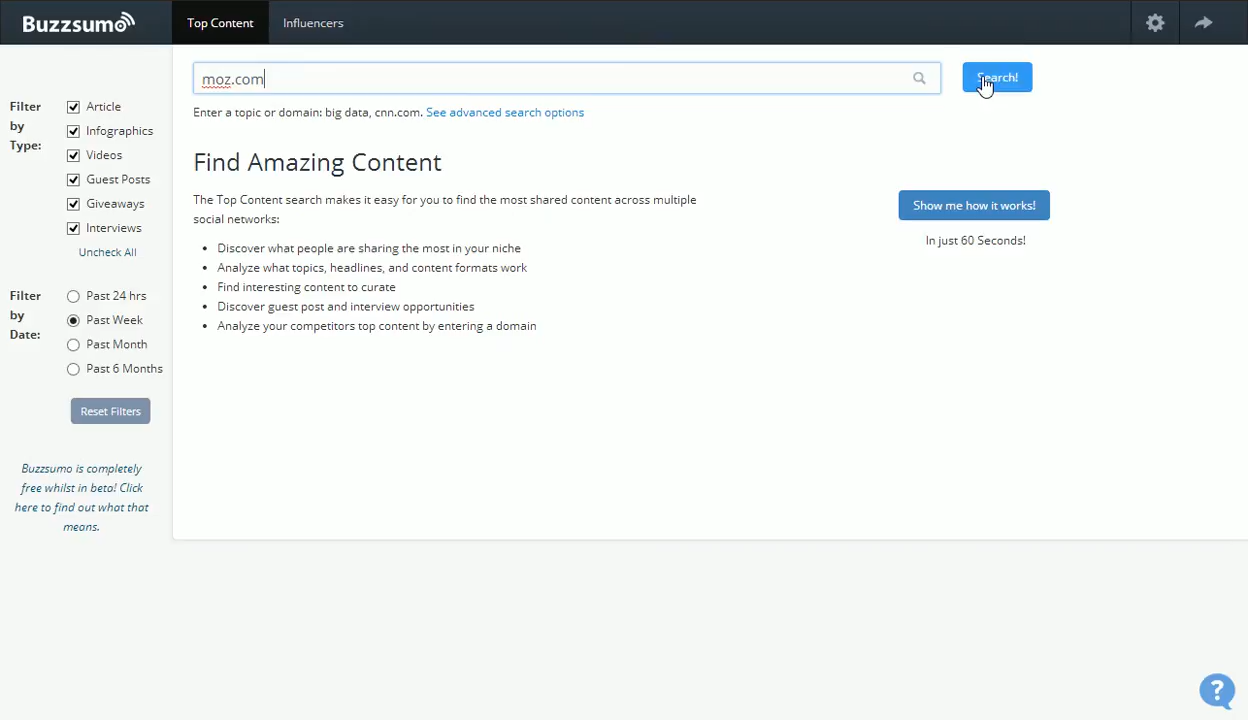 Buzzsumo
Top Content
Influencers
moz.com
Search!
Enter a topic or domain: big data, cnn.com. See advanced search options
Filter
by
Type:
Article
Infographics
Videos
Guest Posts
Giveaways
Interviews
Uncheck All
Filter
by
Date:
Past 24 hrs
Past Week
Past Month
Past 6 Months
Reset Filters
Buzzsumo is completely
free whilst in beta! Click
here to find out what that
means.
Find Amazing Content
The Top Content search makes it easy for you to find the most shared content across multiple
social networks:
• Discover what people are sharing the most in your niche
• Analyze what topics, headlines, and content formats work
• Find interesting content to curate
• Discover guest post and interview opportunities
• Analyze your competitors top content by entering a domain
Show me how it works!
In just 60 Seconds!
?